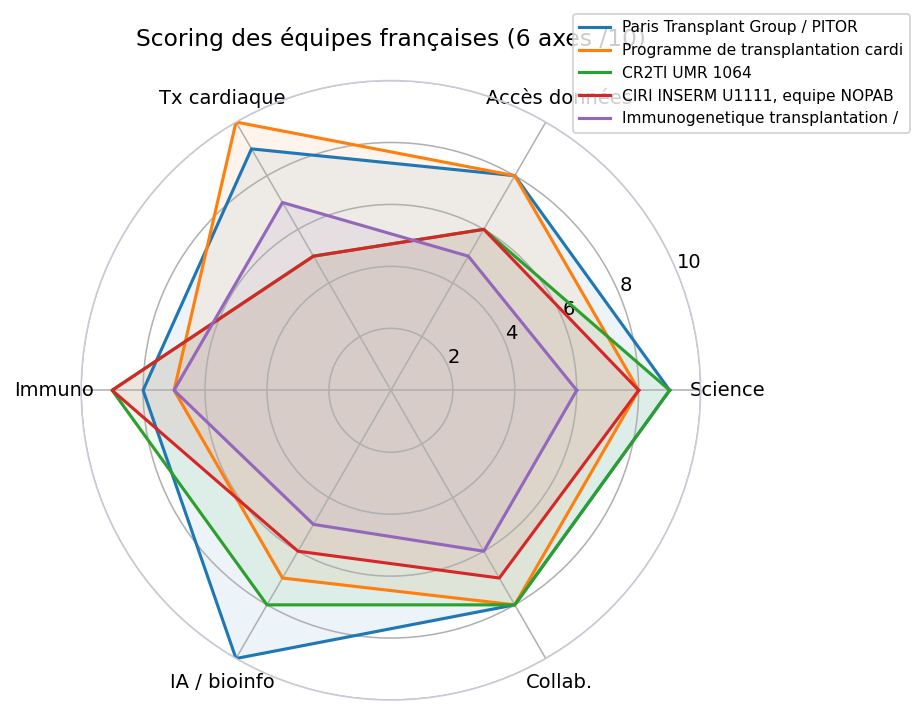 Scoring des équipes françaises (6 axes /10)
Paris Transplant Group / PITOR
Programme de transplantation cardi
CR2TI UMR 1064
CIRI INSERM U1111, equipe NOPAB
Immunogenetique transplantation /
Tx cardiaque
Accès données
10
8
6
4
2
Immuno
Science
IA / bioinfo
Collab.